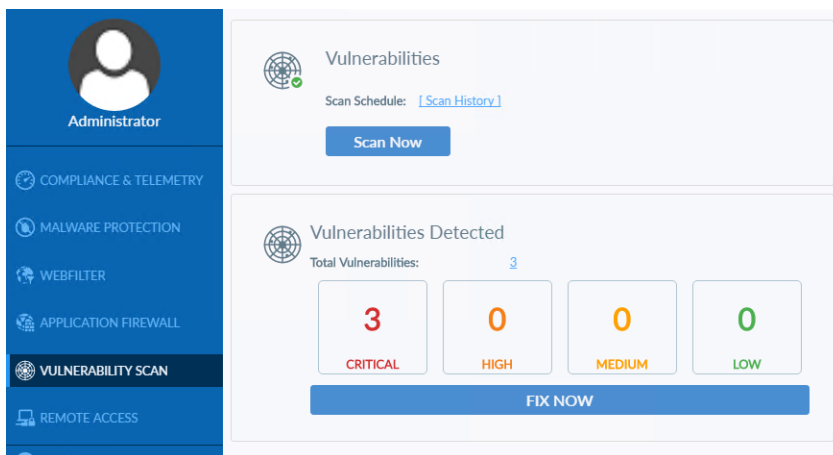 Administrator
COMPLIANCE & TELEMETRY
MALWARE PROTECTION
WEBFILTER
APPLICATION FIREWALL
VULNERABILITY SCAN
REMOTE ACCESS
Vulnerabilities
Scan Schedule: [ Scan History ]
Scan Now
Vulnerabilities Detected
Total Vulnerabilities: 3
3 0 0 0
CRITICAL HIGH MEDIUM LOW
FIX NOW